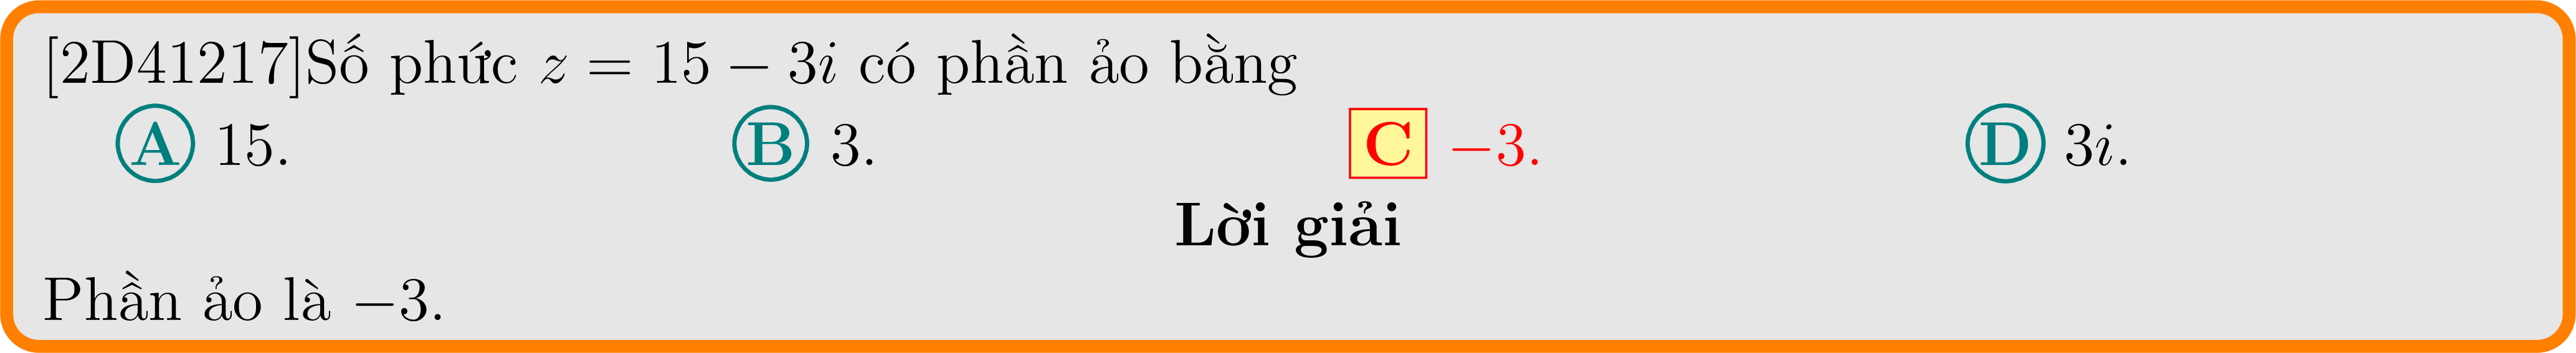 [2D41217]Số phức z = 15 − 3i có phần ảo bằng
A 15. B 3. C −3. D 3i.
Lời giải
Phần ảo là −3.